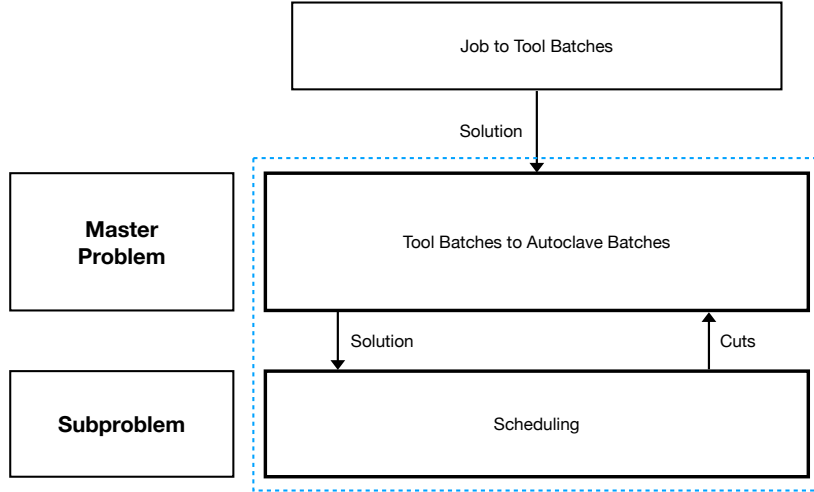 Job to Tool Batches
Solution
Master
Problem
Tool Batches to Autoclave Batches
Solution
Cuts
Subproblem
Scheduling